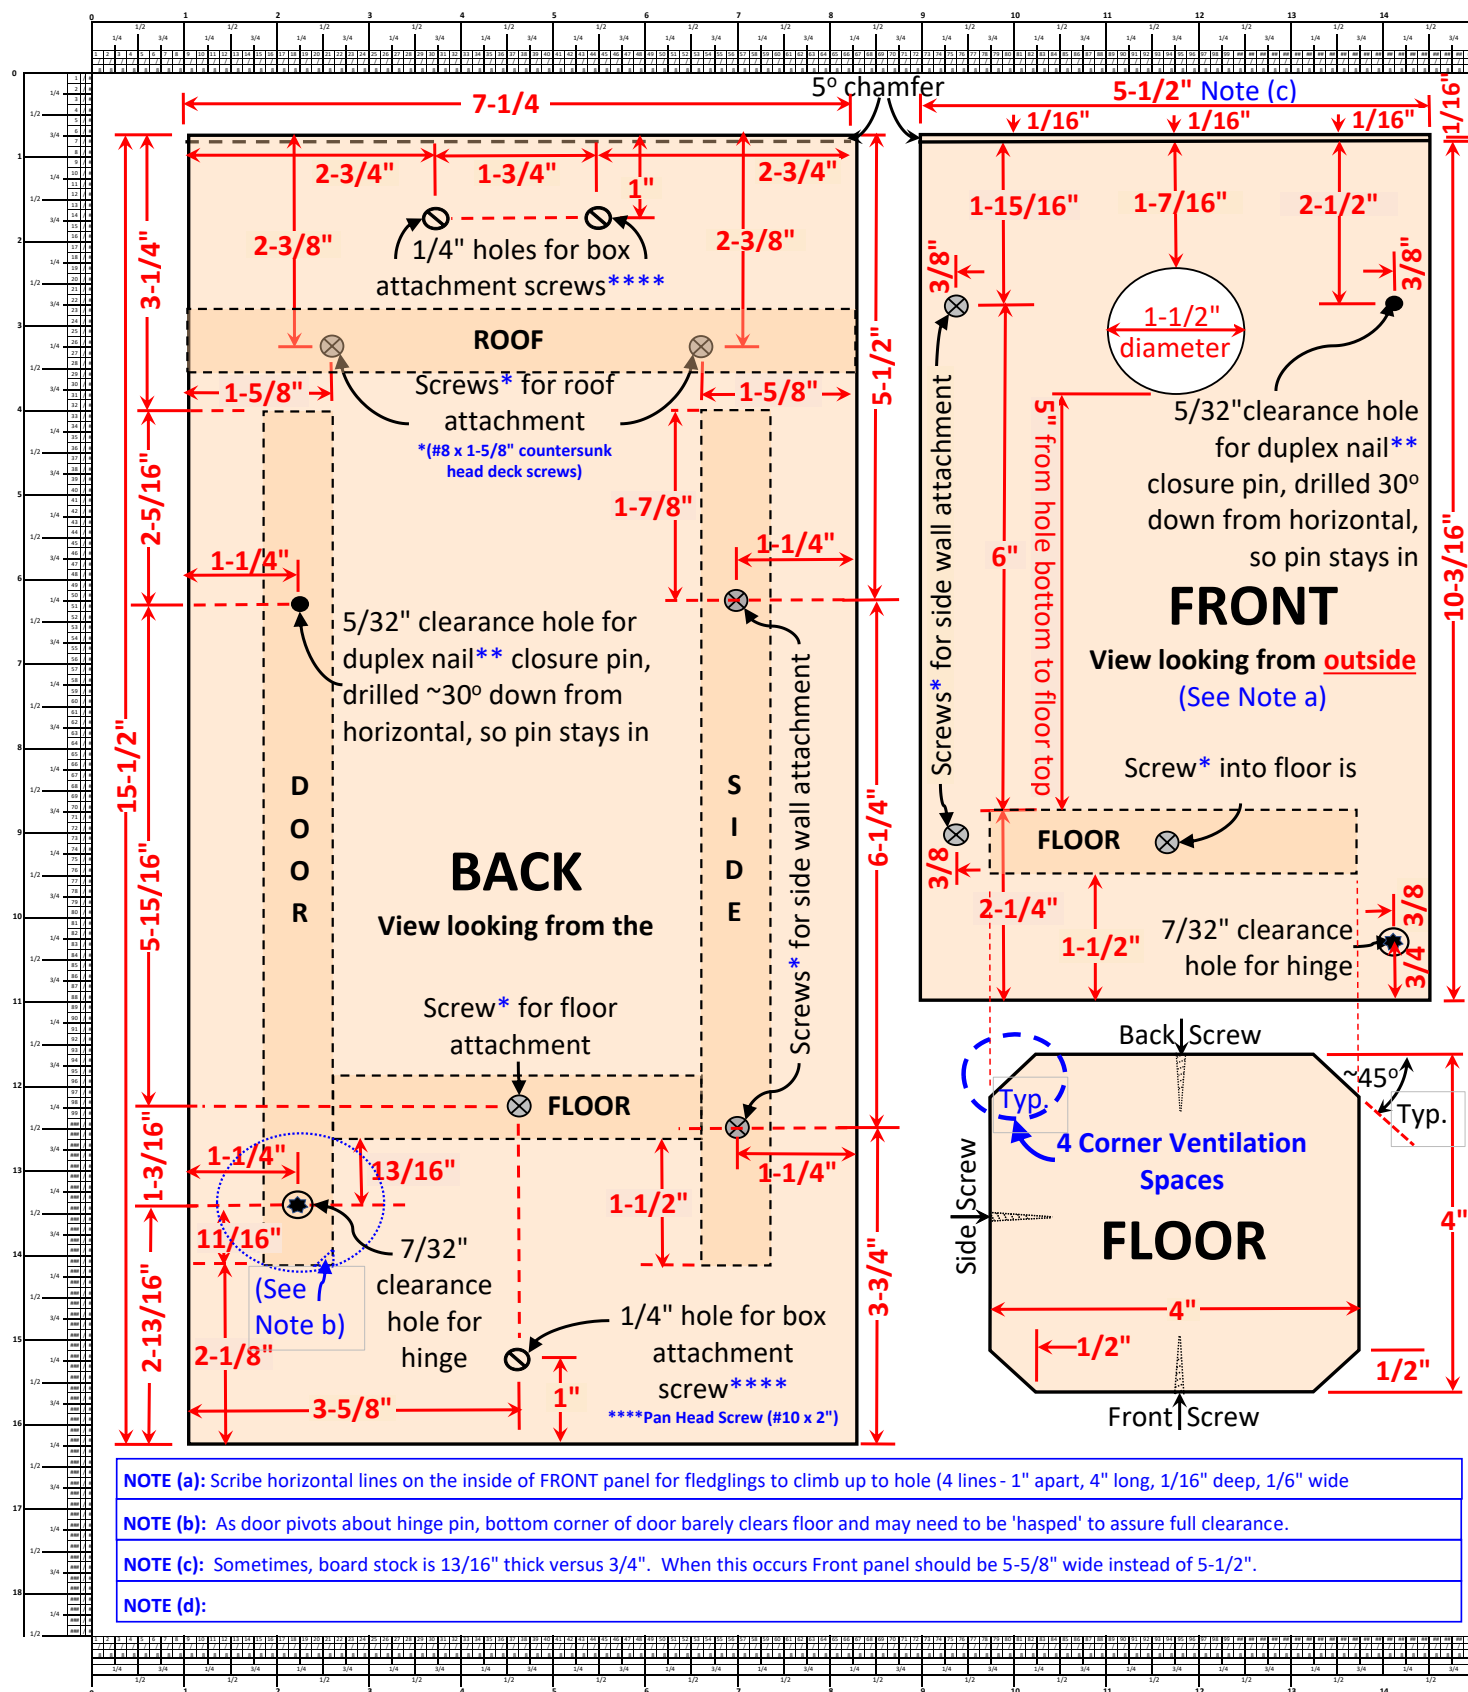 7-1/4
5º chamfer
5-1/2" Note (c)
1/16"
1/16"
1/16"
1/16"
2-3/4"
1-3/4"
2-3/4"
1"
2-3/8"
2-3/8"
1/4" holes for box
attachment screws****
3-1/4"
ROOF
1-5/8"
1-5/8"
Screws* for roof
attachment
*(#8 x 1-5/8" countersunk
head deck screws)
5-1/2"
2-5/16"
1-7/8"
1-1/4"
1-1/4"
5/32" clearance hole for
duplex nail** closure pin,
drilled ~30º down from
horizontal, so pin stays in
15-1/2"
DOOR
SIDE
BACK
View looking from the
Screws* for side wall attachment
6-1/4"
5-15/16"
Screw* for floor
attachment
FLOOR
1-3/16"
1-1/4"
13/16"
1-1/2"
1-1/4"
11/16"
7/32"
clearance
hole for
hinge
(See
Note b)
2-13/16"
2-1/8"
3-3/4"
1/4" hole for box
attachment
screw****
****Pan Head Screw (#10 x 2")
3-5/8"
1"
1-15/16"
1-7/16"
2-1/2"
3/8"
3/8"
1-1/2"
diameter
Screws* for side wall attachment
6"
5" from hole bottom to floor top
5/32"clearance hole
for duplex nail**
closure pin, drilled 30º
down from horizontal,
so pin stays in
FRONT
View looking from outside
(See Note a)
10-3/16"
Screw* into floor is
FLOOR
3/8
2-1/4"
1-1/2"
7/32" clearance
hole for hinge
3/8
3/4
Back Screw
~45º
Typ.
Typ.
4 Corner Ventilation
Spaces
Side Screw
FLOOR
4"
4"
1/2"
1/2"
Front Screw
NOTE (a): Scribe horizontal lines on the inside of FRONT panel for fledglings to climb up to hole (4 lines - 1" apart, 4" long, 1/16" deep, 1/6" wide
NOTE (b): As door pivots about hinge pin, bottom corner of door barely clears floor and may need to be 'hasped' to assure full clearance.
NOTE (c): Sometimes, board stock is 13/16" thick versus 3/4". When this occurs Front panel should be 5-5/8" wide instead of 5-1/2".
NOTE (d):